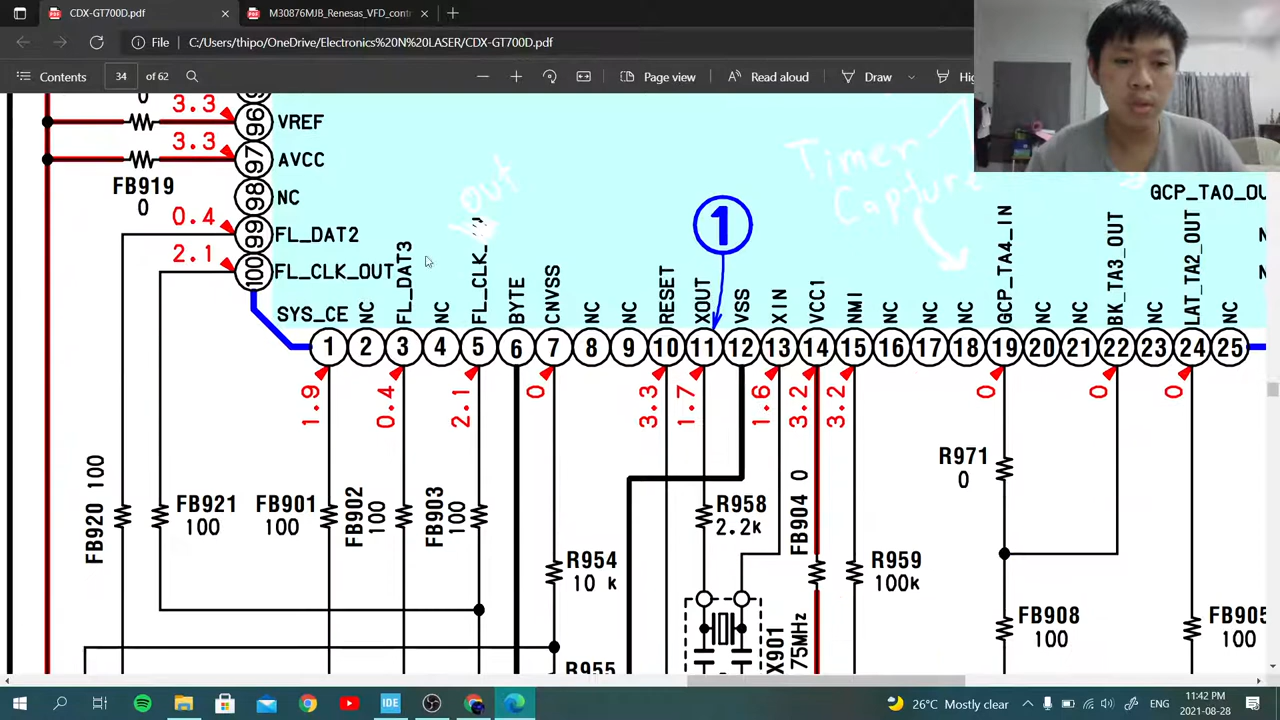 CDX-GT700D.pdf
M30876MJB_Renesas_VFD_cont
File
C:/Users/thipo/OneDrive/Electronics%20N%20LASER/CDX-GT700D.pdf
Contents
34
of 62
Page view
Read aloud
Draw
0
3.3
96
VREF
3.3
97
AVCC
FB919
0
98
NC
0.4
99
FL_DAT2
2.1
100
FL_CLK_OUT
out
1
Timer
Capture
SYS_CE
NC
FL_DAT3
NC
BYTE
CNVSS
NC
NC
RESET
XOUT
VSS
XIN
VCC1
NMI
NC
NC
NC
GCP_TA4_IN
NC
NC
BK_TA3_OUT
NC
LAT_TA2_OUT
NC
1 2 3 4 5 6 7 8 9 10 11 12 13 14 15 16 17 18 19 20 21 22 23 24 25
1.9
0.4
2.1
0
3.3
1.7
1.6
3.2
3.2
0
0
0
R971
0
FB920 100
FB921
100
FB901
100
FB902
100
FB903
100
R954
10 k
R958
2.2k
FB904 0
R959
100k
FB908
100
100
R955
X901
75MHz
ENG
11:42 PM
2021-08-28
26°C Mostly clear
IDE